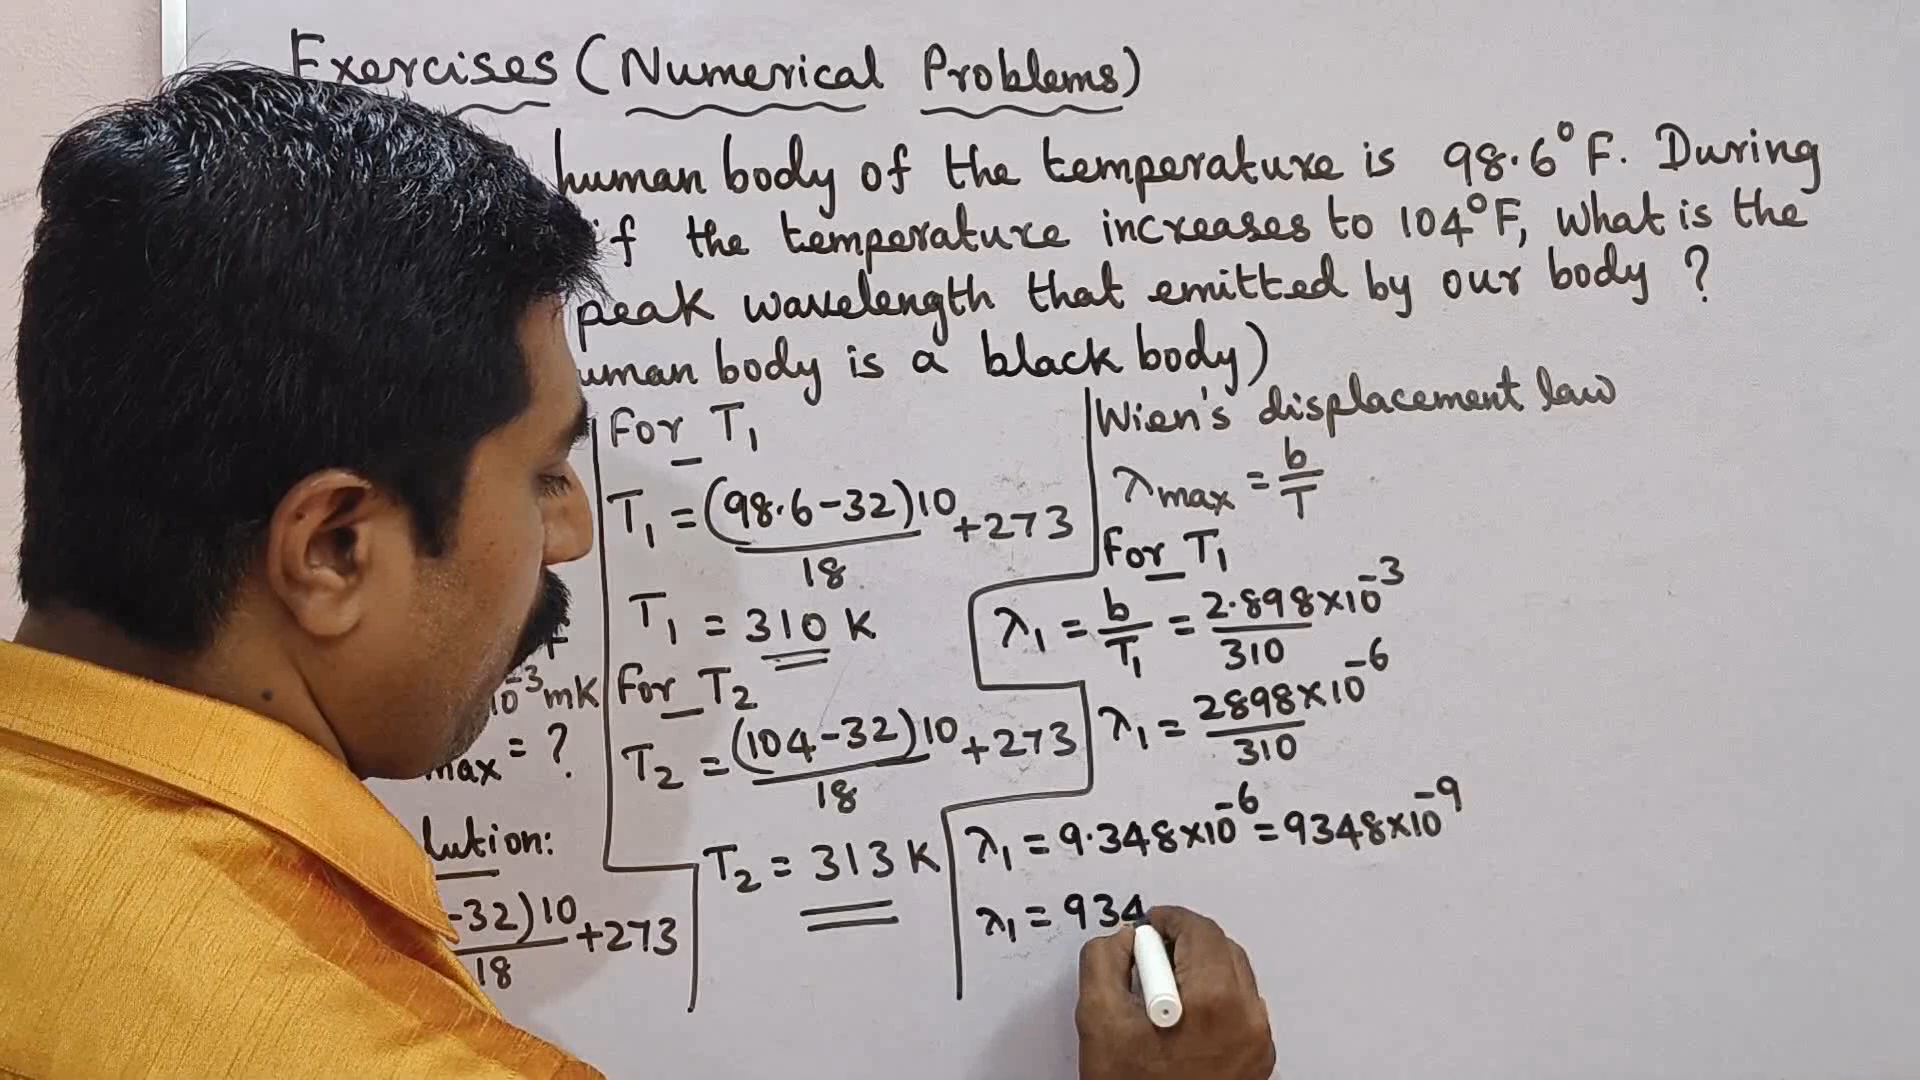 Exercises (Numerical Problems)
human body of the temperature is 98.6°F. During
if the temperature increases to 104°F, what is the
peak wavelength that emitted by our body ?
uman body is a black body)
10⁻³mK
max = ?
lution:
-32)10/18 +273
For T₁
T₁ = (98.6-32)10/18 +273
T₁ = 310 K
For T₂
T₂ = (104-32)10/18 +273
T₂ = 313 K
Wien's displacement law
λmax = b/T
For T₁
λ₁ = b/T₁ = 2.898×10⁻³/310
λ₁ = 2898×10⁻⁶/310
λ₁ = 9.348×10⁻⁶ = 9348×10⁻⁹
λ₁ = 934